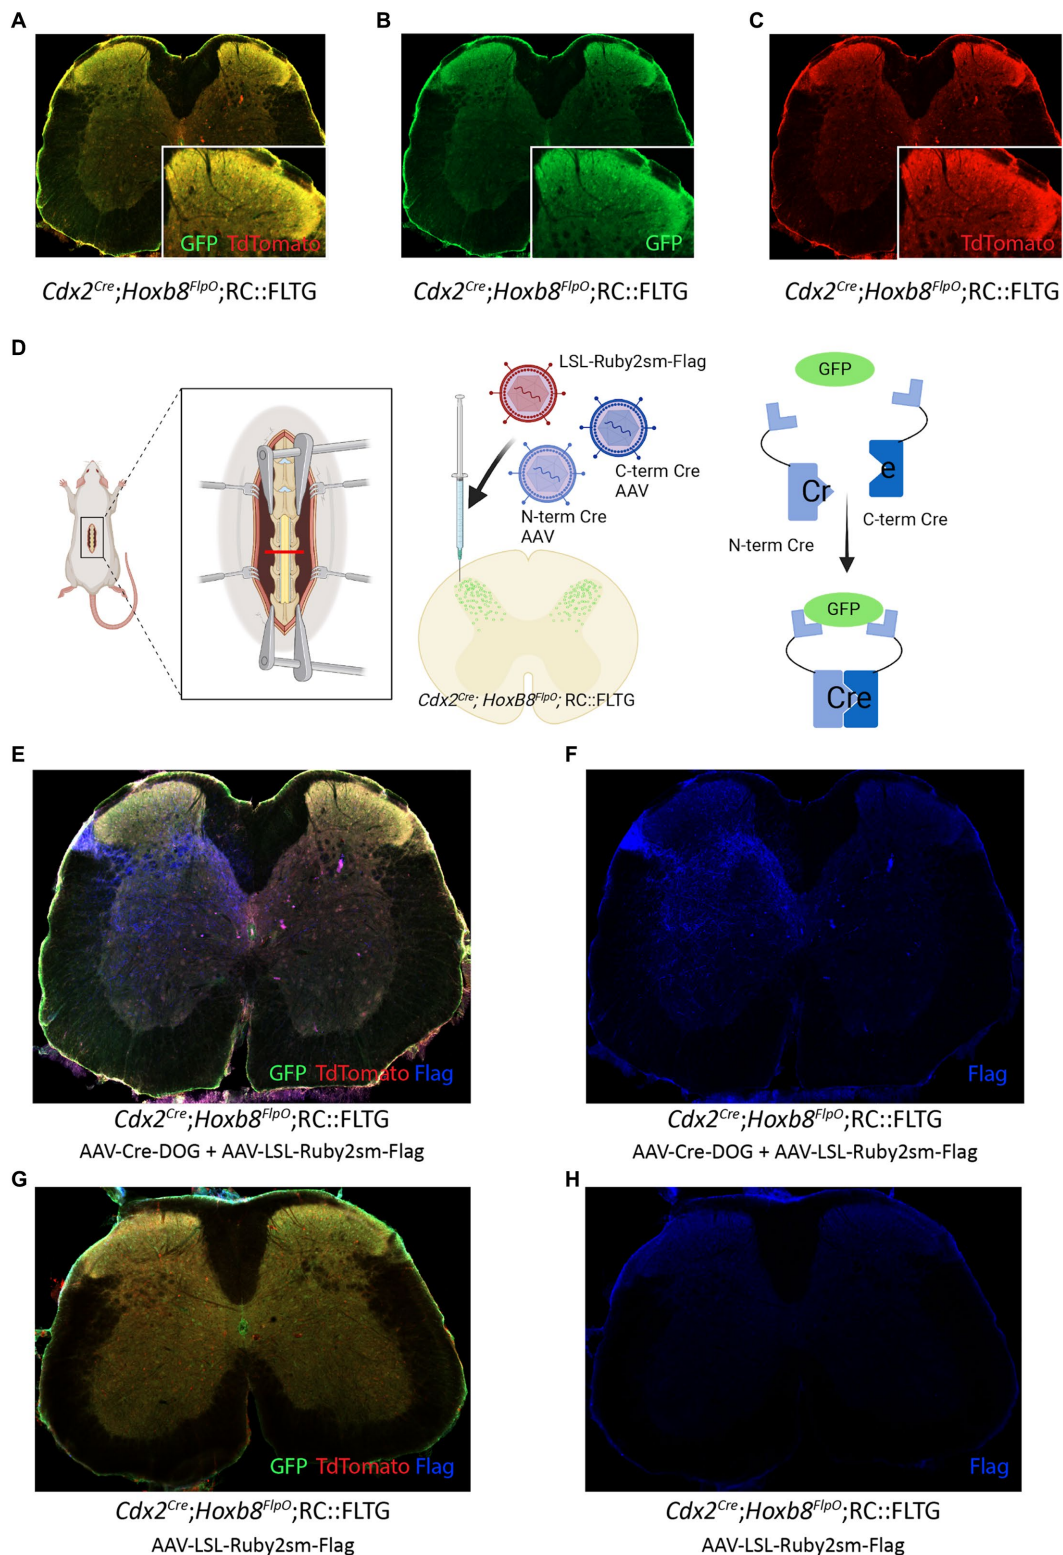 A
B
C
GFP TdTomato
GFP
TdTomato
Cdx2Cre;Hoxb8FlpO;RC::FLTG
Cdx2Cre;Hoxb8FlpO;RC::FLTG
Cdx2Cre;Hoxb8FlpO;RC::FLTG
D
LSL-Ruby2sm-Flag
C-term Cre
AAV
N-term Cre
AAV
Cdx2Cre; HoxB8FlpO; RC::FLTG
GFP
Cr
e
N-term Cre
C-term Cre
GFP
Cre
E
F
GFP TdTomato Flag
Flag
Cdx2Cre;Hoxb8FlpO;RC::FLTG
AAV-Cre-DOG + AAV-LSL-Ruby2sm-Flag
Cdx2Cre;Hoxb8FlpO;RC::FLTG
AAV-Cre-DOG + AAV-LSL-Ruby2sm-Flag
G
H
GFP TdTomato Flag
Flag
Cdx2Cre;Hoxb8FlpO;RC::FLTG
AAV-LSL-Ruby2sm-Flag
Cdx2Cre;Hoxb8FlpO;RC::FLTG
AAV-LSL-Ruby2sm-Flag